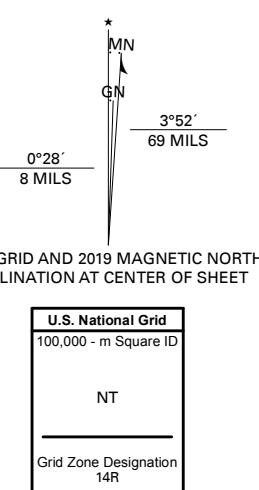 ★
MN
GN
3°52´
69 MILS
0°28´
8 MILS
GRID AND 2019 MAGNETIC NORTH
LINATION AT CENTER OF SHEET
U.S. National Grid
100,000 - m Square ID
NT
Grid Zone Designation
14R